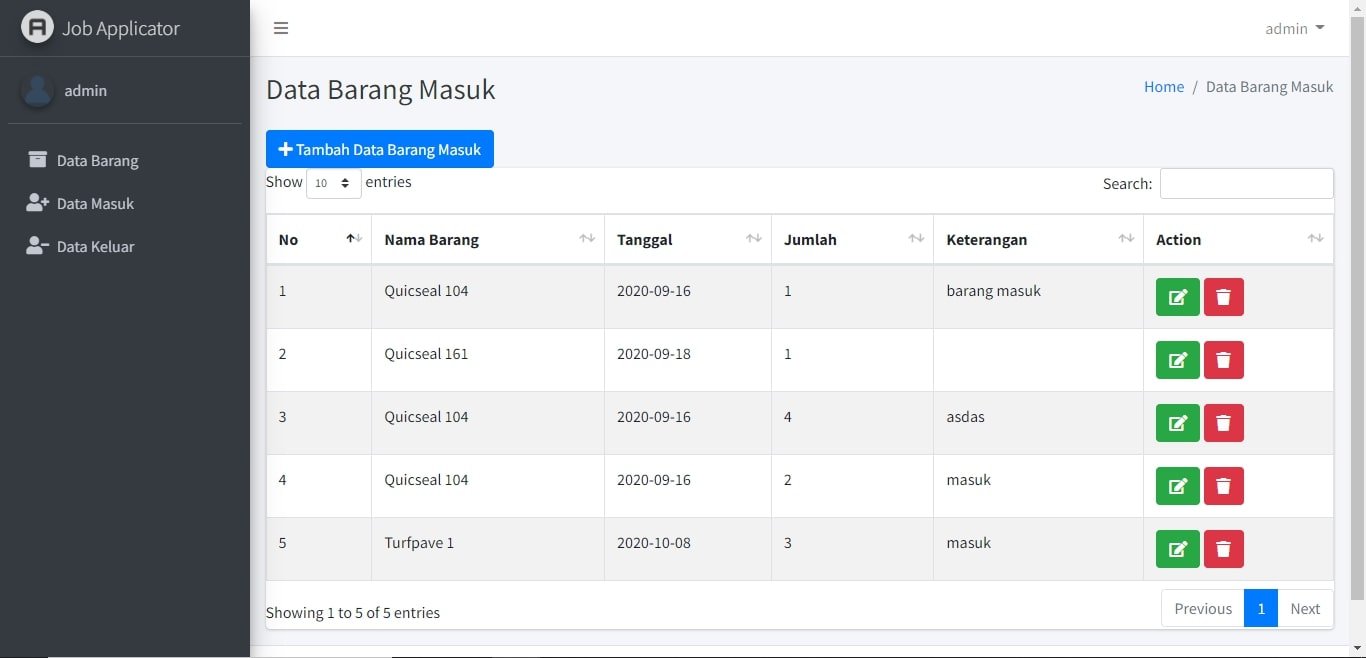 Job Applicator
admin
admin
Data Barang
Data Masuk
Data Keluar
Data Barang Masuk
Home / Data Barang Masuk
Tambah Data Barang Masuk
Show 10 entries
Search:
No Nama Barang Tanggal Jumlah Keterangan Action
1 Quicseal 104 2020-09-16 1 barang masuk
2 Quicseal 161 2020-09-18 1
3 Quicseal 104 2020-09-16 4 asdas
4 Quicseal 104 2020-09-16 2 masuk
5 Turfpave 1 2020-10-08 3 masuk
Showing 1 to 5 of 5 entries
Previous 1 Next